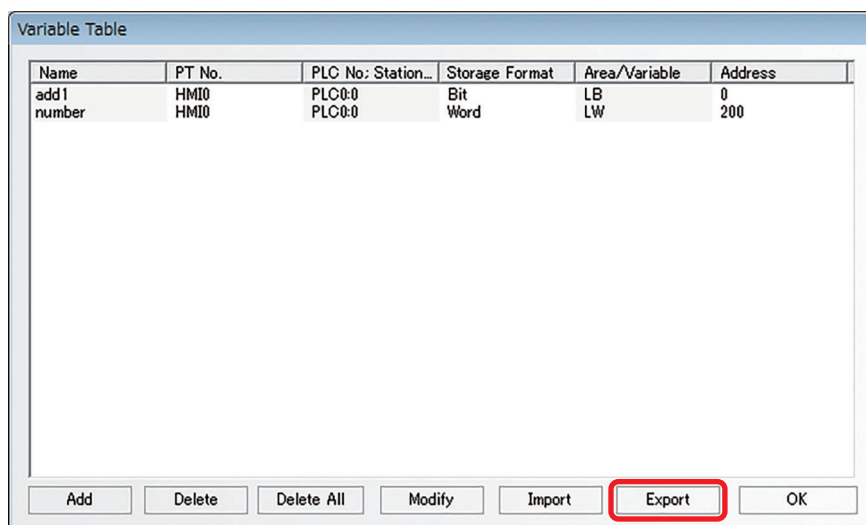 Variable Table
Name PT No. PLC No; Station... Storage Format Area/Variable Address
add1 HMI0 PLC0:0 Bit LB 0
number HMI0 PLC0:0 Word LW 200
Add Delete Delete All Modify Import Export OK